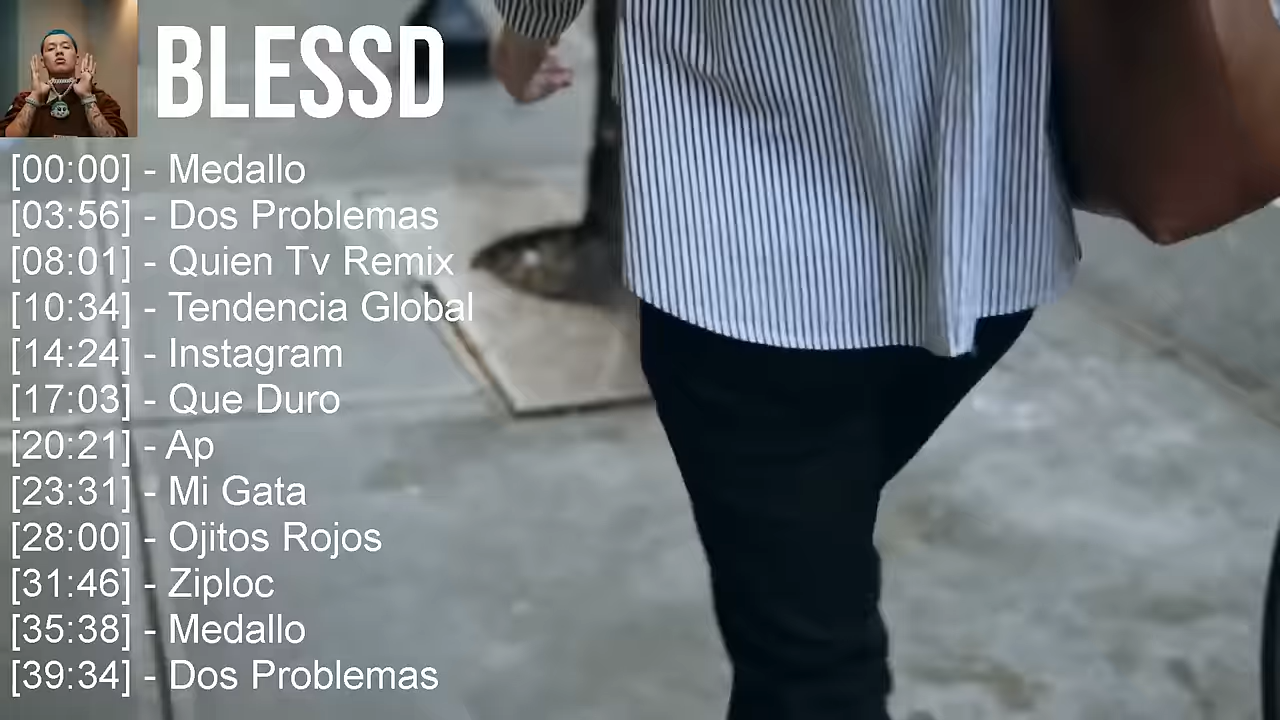 BLESSD
[00:00] - Medallo
[03:56] - Dos Problemas
[08:01] - Quien Tv Remix
[10:34] - Tendencia Global
[14:24] - Instagram
[17:03] - Que Duro
[20:21] - Ap
[23:31] - Mi Gata
[28:00] - Ojitos Rojos
[31:46] - Ziploc
[35:38] - Medallo
[39:34] - Dos Problemas